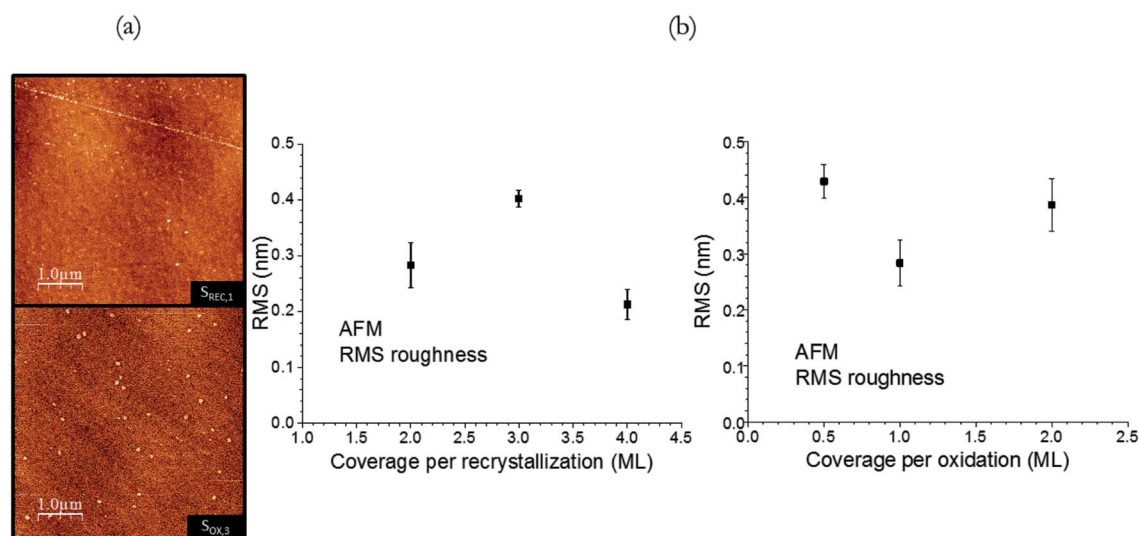 (a)
(b)
1.0µm
S_REC,1
1.0µm
S_OX,3
0.5
0.4
0.3
0.2
0.1
0.0
RMS (nm)
AFM
RMS roughness
1.0 1.5 2.0 2.5 3.0 3.5 4.0 4.5
Coverage per recrystallization (ML)
0.5
0.4
0.3
0.2
0.1
0.0
RMS (nm)
AFM
RMS roughness
0.0 0.5 1.0 1.5 2.0 2.5
Coverage per oxidation (ML)